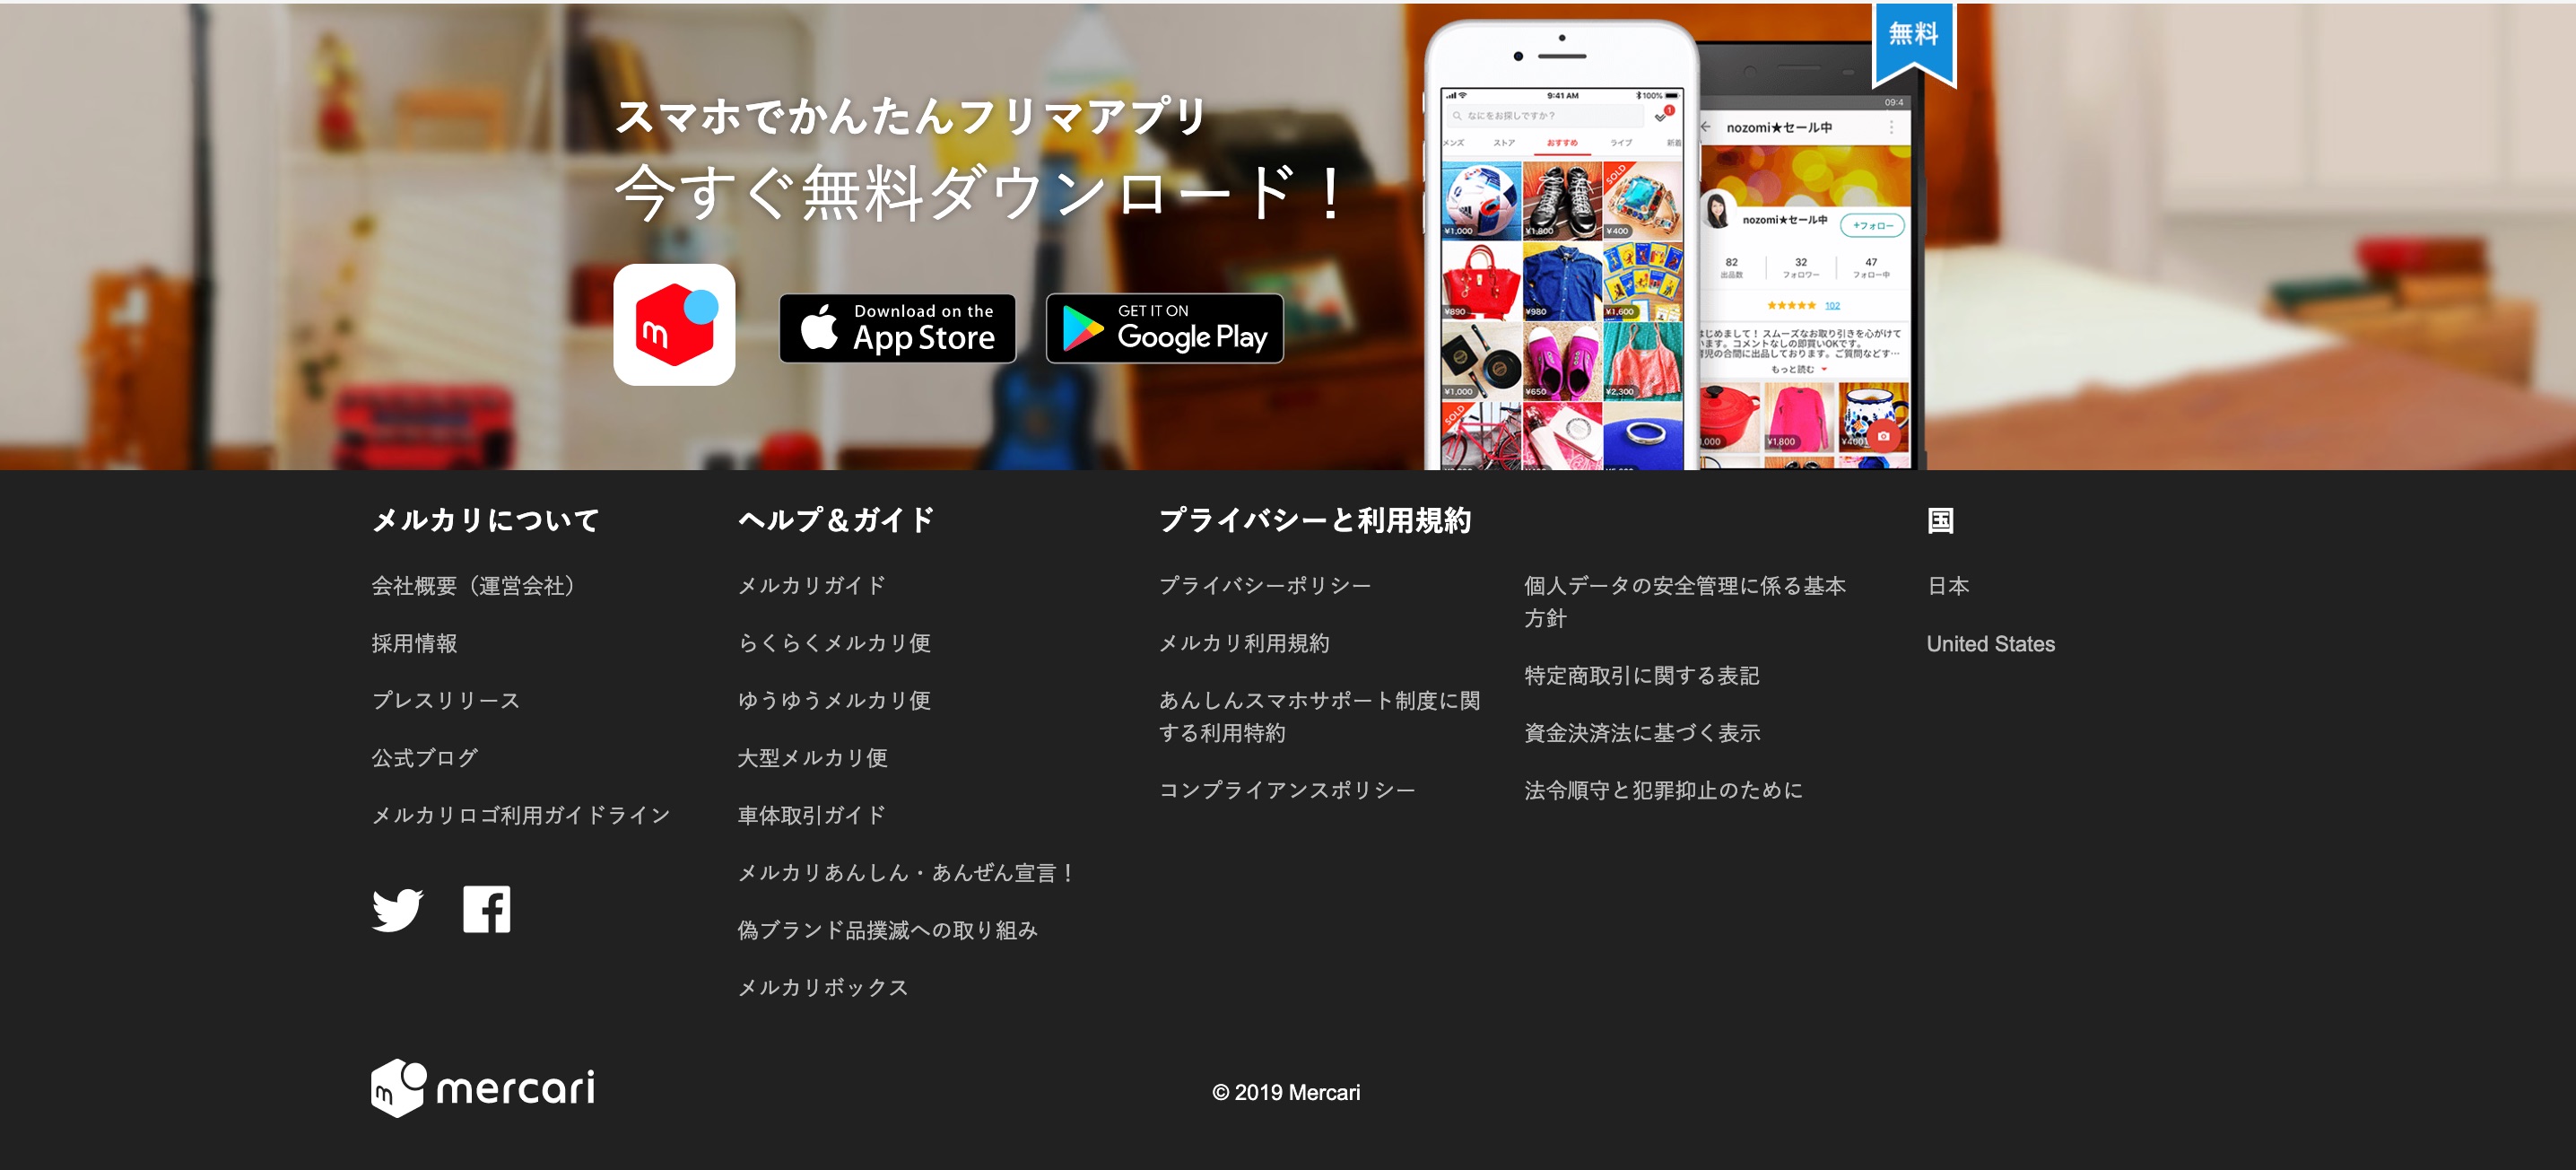 スマホでかんたんフリマアプリ
今すぐ無料ダウンロード！
Download on the
App Store
GET IT ON
Google Play
無料
9:41 AM
100%
なにをお探しですか？
1
メンズ ストア おすすめ ライブ 新着
¥1,000 ¥1,800 SOLD ¥400
¥890 ¥980 ¥1,600
¥1,000 ¥650 ¥2,300
SOLD
09:4
nozomi★セール中
nozomi★セール中
+フォロー
82 32 47
出品数 フォロワー フォロー中
★★★★★ 102
はじめまして！ スムーズなお取り引きを心がけて
います。コメントなしの即買いOKです。
育児の合間に出品しております。ご質問などす…
もっと読む
,000 ¥1,800 ¥400
メルカリについて
会社概要（運営会社）
採用情報
プレスリリース
公式ブログ
メルカリロゴ利用ガイドライン
ヘルプ＆ガイド
メルカリガイド
らくらくメルカリ便
ゆうゆうメルカリ便
大型メルカリ便
車体取引ガイド
メルカリあんしん・あんぜん宣言！
偽ブランド品撲滅への取り組み
メルカリボックス
プライバシーと利用規約
プライバシーポリシー
メルカリ利用規約
あんしんスマホサポート制度に関
する利用特約
コンプライアンスポリシー
個人データの安全管理に係る基本
方針
特定商取引に関する表記
資金決済法に基づく表示
法令順守と犯罪抑止のために
国
日本
United States
mercari
© 2019 Mercari